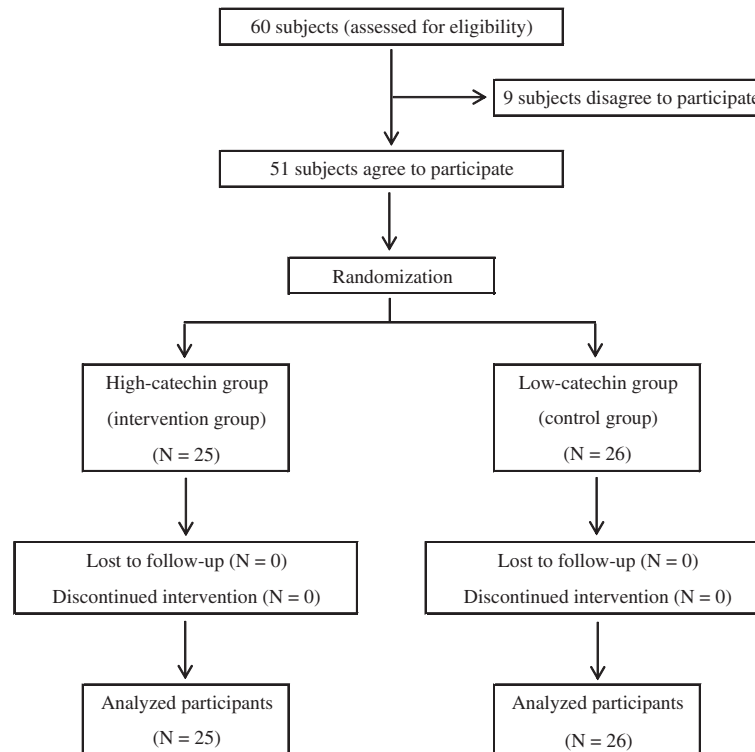 60 subjects (assessed for eligibility)
9 subjects disagree to participate
51 subjects agree to participate
Randomization
High-catechin group
(intervention group)
(N = 25)
Low-catechin group
(control group)
(N = 26)
Lost to follow-up (N = 0)
Discontinued intervention (N = 0)
Lost to follow-up (N = 0)
Discontinued intervention (N = 0)
Analyzed participants
(N = 25)
Analyzed participants
(N = 26)